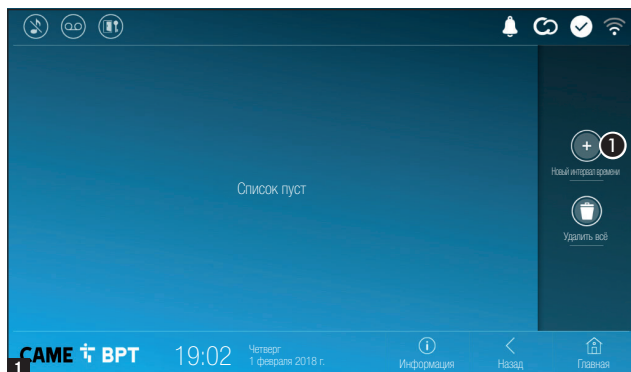 1
Новый интервал времени
Список пуст
Удалить всё
CAME BPT
19:02
Четверг
1 февраля 2018 г.
Информация
Назад
Главная
1